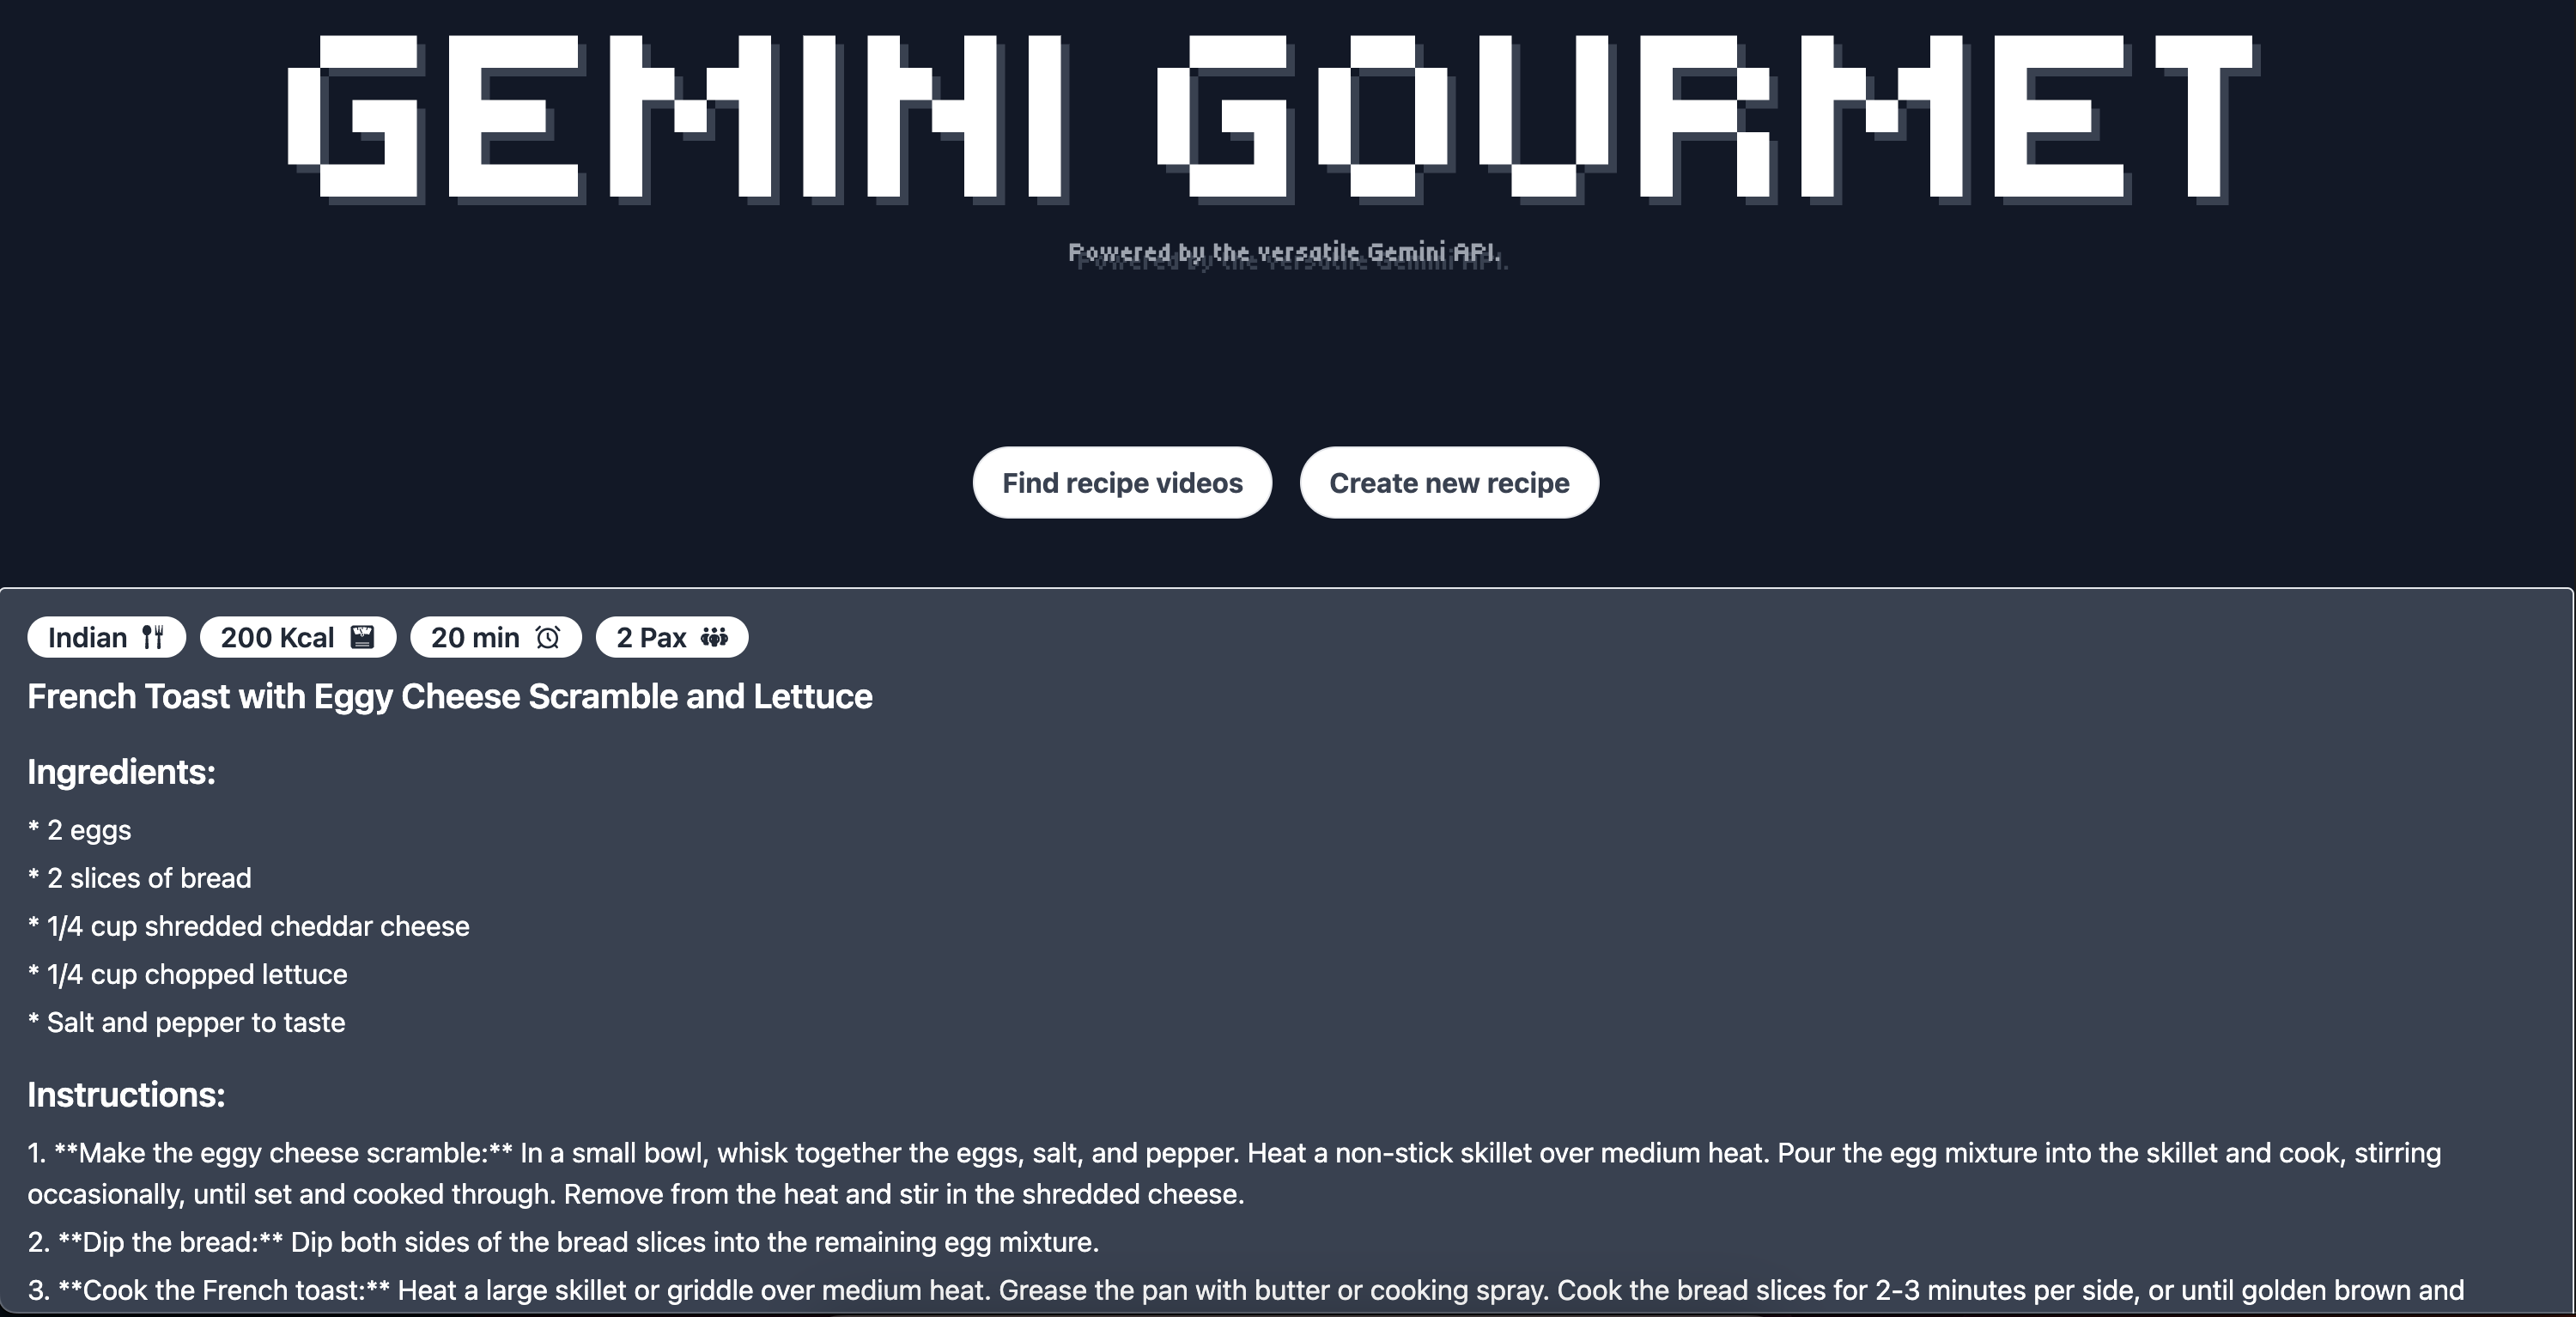 GEMINI GOURMET
Powered by the versatile Gemini API.
Find recipe videos
Create new recipe
Indian
200 Kcal
20 min
2 Pax
French Toast with Eggy Cheese Scramble and Lettuce
Ingredients:
* 2 eggs
* 2 slices of bread
* 1/4 cup shredded cheddar cheese
* 1/4 cup chopped lettuce
* Salt and pepper to taste
Instructions:
1. **Make the eggy cheese scramble:** In a small bowl, whisk together the eggs, salt, and pepper. Heat a non-stick skillet over medium heat. Pour the egg mixture into the skillet and cook, stirring
occasionally, until set and cooked through. Remove from the heat and stir in the shredded cheese.
2. **Dip the bread:** Dip both sides of the bread slices into the remaining egg mixture.
3. **Cook the French toast:** Heat a large skillet or griddle over medium heat. Grease the pan with butter or cooking spray. Cook the bread slices for 2-3 minutes per side, or until golden brown and